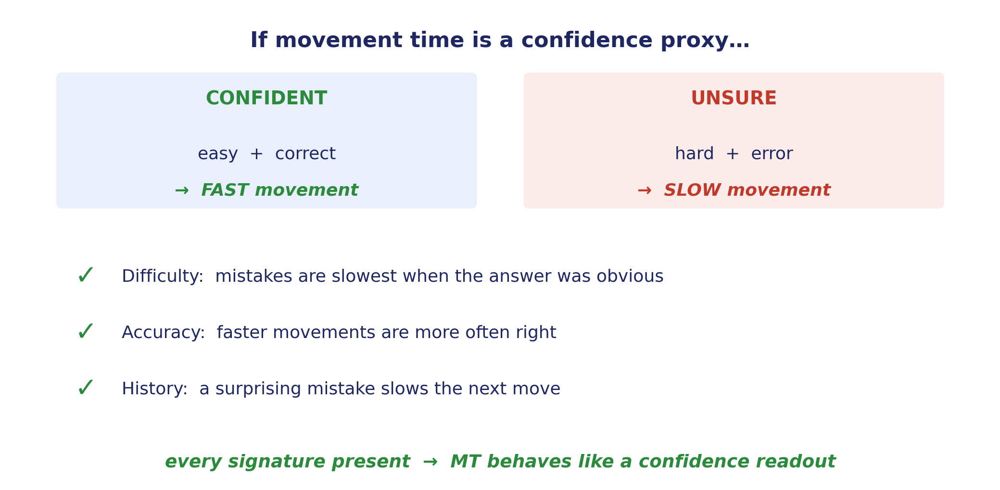 If movement time is a confidence proxy…
CONFIDENT
easy + correct
→ FAST movement
UNSURE
hard + error
→ SLOW movement
✓ Difficulty: mistakes are slowest when the answer was obvious
✓ Accuracy: faster movements are more often right
✓ History: a surprising mistake slows the next move
every signature present → MT behaves like a confidence readout